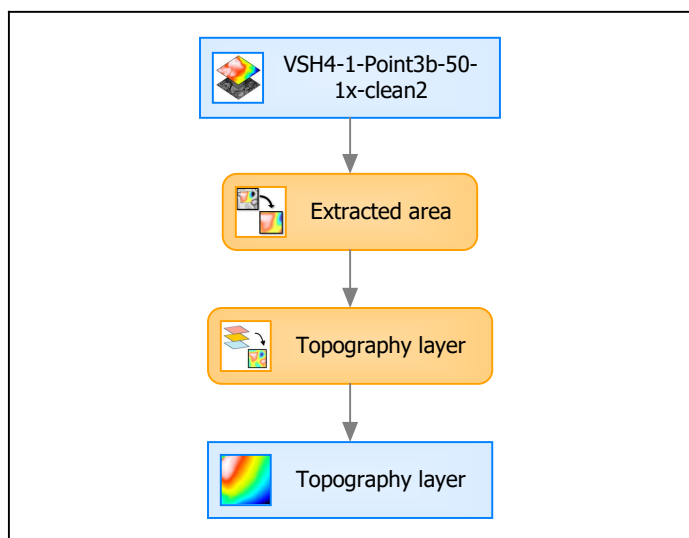 VSH4-1-Point3b-50-
1x-clean2
Extracted area
Topography layer
Topography layer